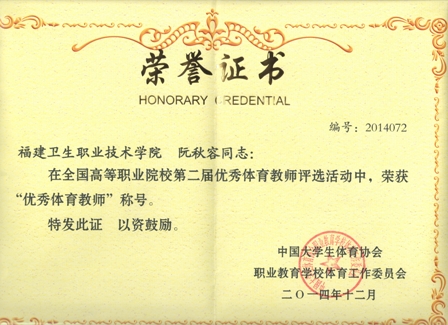 荣誉证书
HONORARY CREDENTIAL
编号：2014072
福建卫生职业技术学院 阮秋容同志：
在全国高等职业院校第二届优秀体育教师评选活动中，荣获
“优秀体育教师”称号。
特发此证 以资鼓励。
中国大学生体育协会
职业教育学校体育工作委员会
二〇一四年十二月